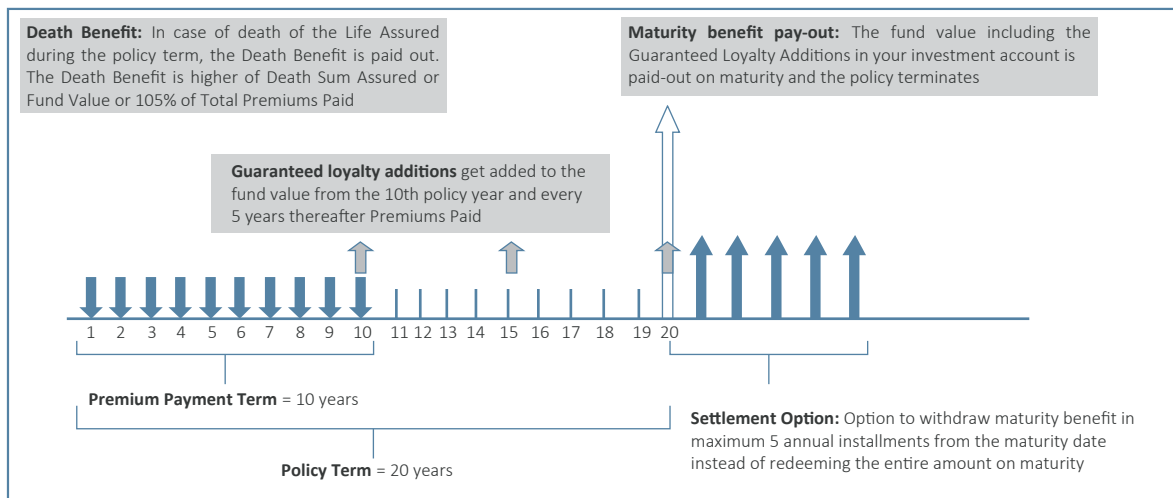 Death Benefit: In case of death of the Life Assured
during the policy term, the Death Benefit is paid out.
The Death Benefit is higher of Death Sum Assured or
Fund Value or 105% of Total Premiums Paid
Maturity benefit pay-out: The fund value including the
Guaranteed Loyalty Additions in your investment account is
paid-out on maturity and the policy terminates
Guaranteed loyalty additions get added to the
fund value from the 10th policy year and every
5 years thereafter Premiums Paid
1 2 3 4 5 6 7 8 9 10 11 12 13 14 15 16 17 18 19 20
Premium Payment Term = 10 years
Policy Term = 20 years
Settlement Option: Option to withdraw maturity benefit in
maximum 5 annual installments from the maturity date
instead of redeeming the entire amount on maturity